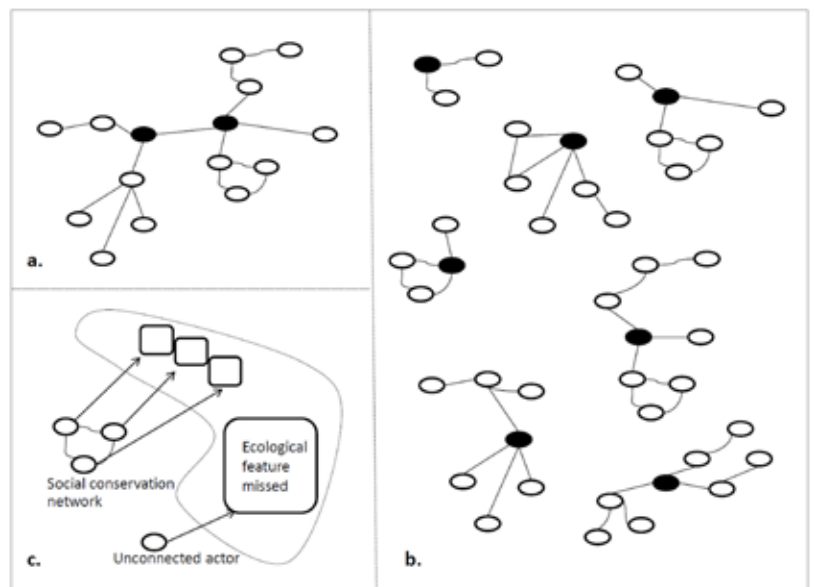 a.
Ecological
feature
missed
Social conservation
network
Unconnected actor
c.
b.